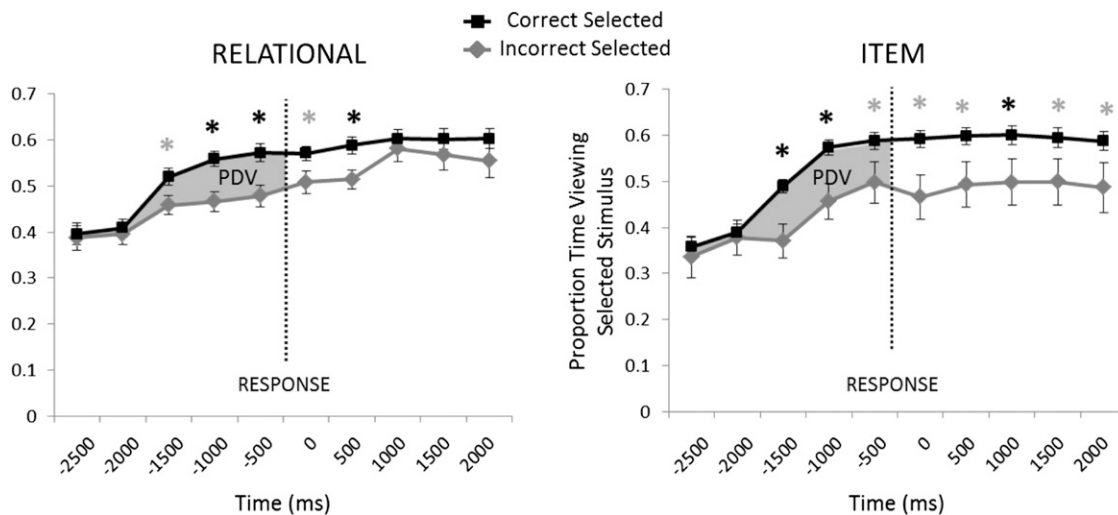 Correct Selected
Incorrect Selected
RELATIONAL
0.7
0.6
0.5
0.4
0.3
0.2
0.1
0
* * * * *
PDV
RESPONSE
-2500 -2000 -1500 -1000 -500 0 500 1000 1500 2000
Time (ms)
ITEM
Proportion Time Viewing
Selected Stimulus
0.7
0.6
0.5
0.4
0.3
0.2
0.1
0
* * * * * * * *
PDV
RESPONSE
-2500 -2000 -1500 -1000 -500 0 500 1000 1500 2000
Time (ms)